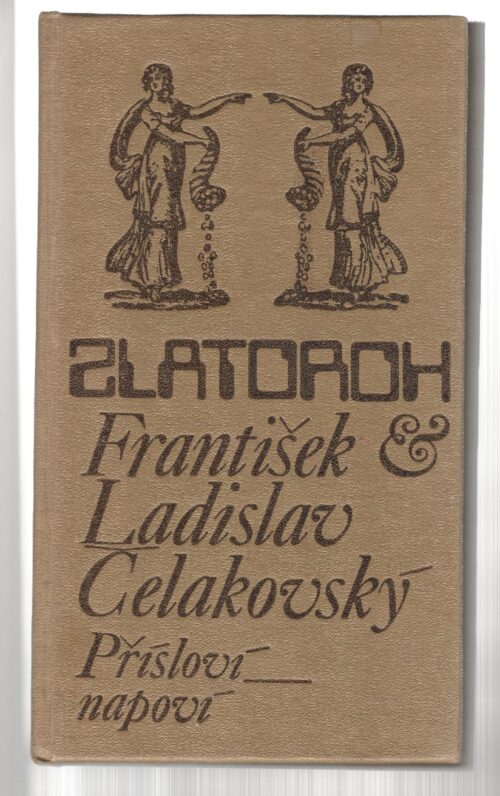 ZLATOROH
František &
Ladislav
Čelakovský
Přísloví
napoví